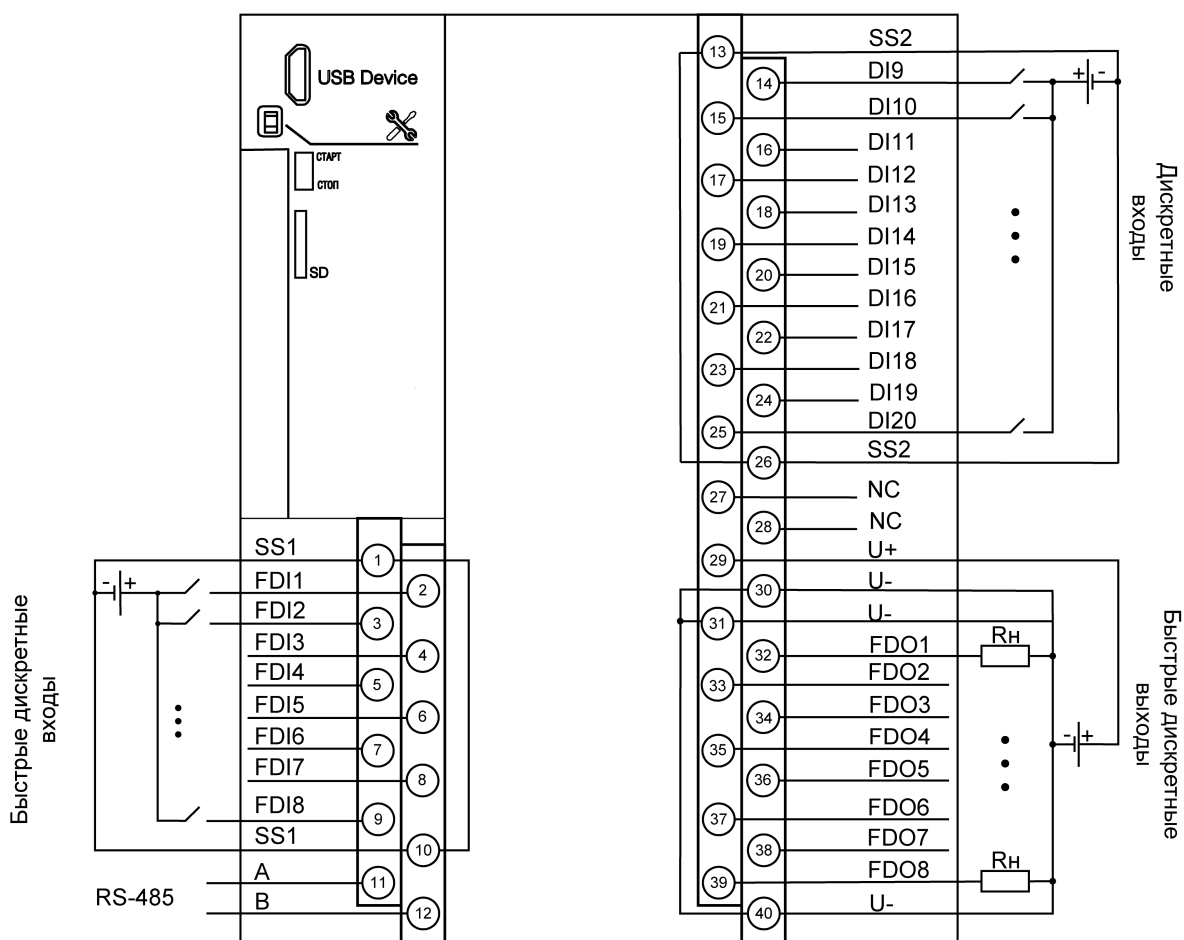 USB Device
СТАРТ
СТОП
SD
Быстрые дискретные
входы
- +
SS1
1
FDI1
2
FDI2
3
FDI3
4
FDI4
5
FDI5
6
FDI6
7
FDI7
8
FDI8
9
SS1
10
RS-485
A
11
B
12
13
SS2
14
DI9
+ -
15
DI10
16
DI11
17
DI12
18
DI13
19
DI14
20
DI15
21
DI16
22
DI17
23
DI18
24
DI19
25
DI20
26
SS2
Дискретные
входы
27
NC
28
NC
29
U+
30
U-
31
U-
32
FDO1
Rн
33
FDO2
34
FDO3
35
FDO4
- +
36
FDO5
37
FDO6
38
FDO7
39
FDO8
Rн
40
U-
Быстрые дискретные
выходы